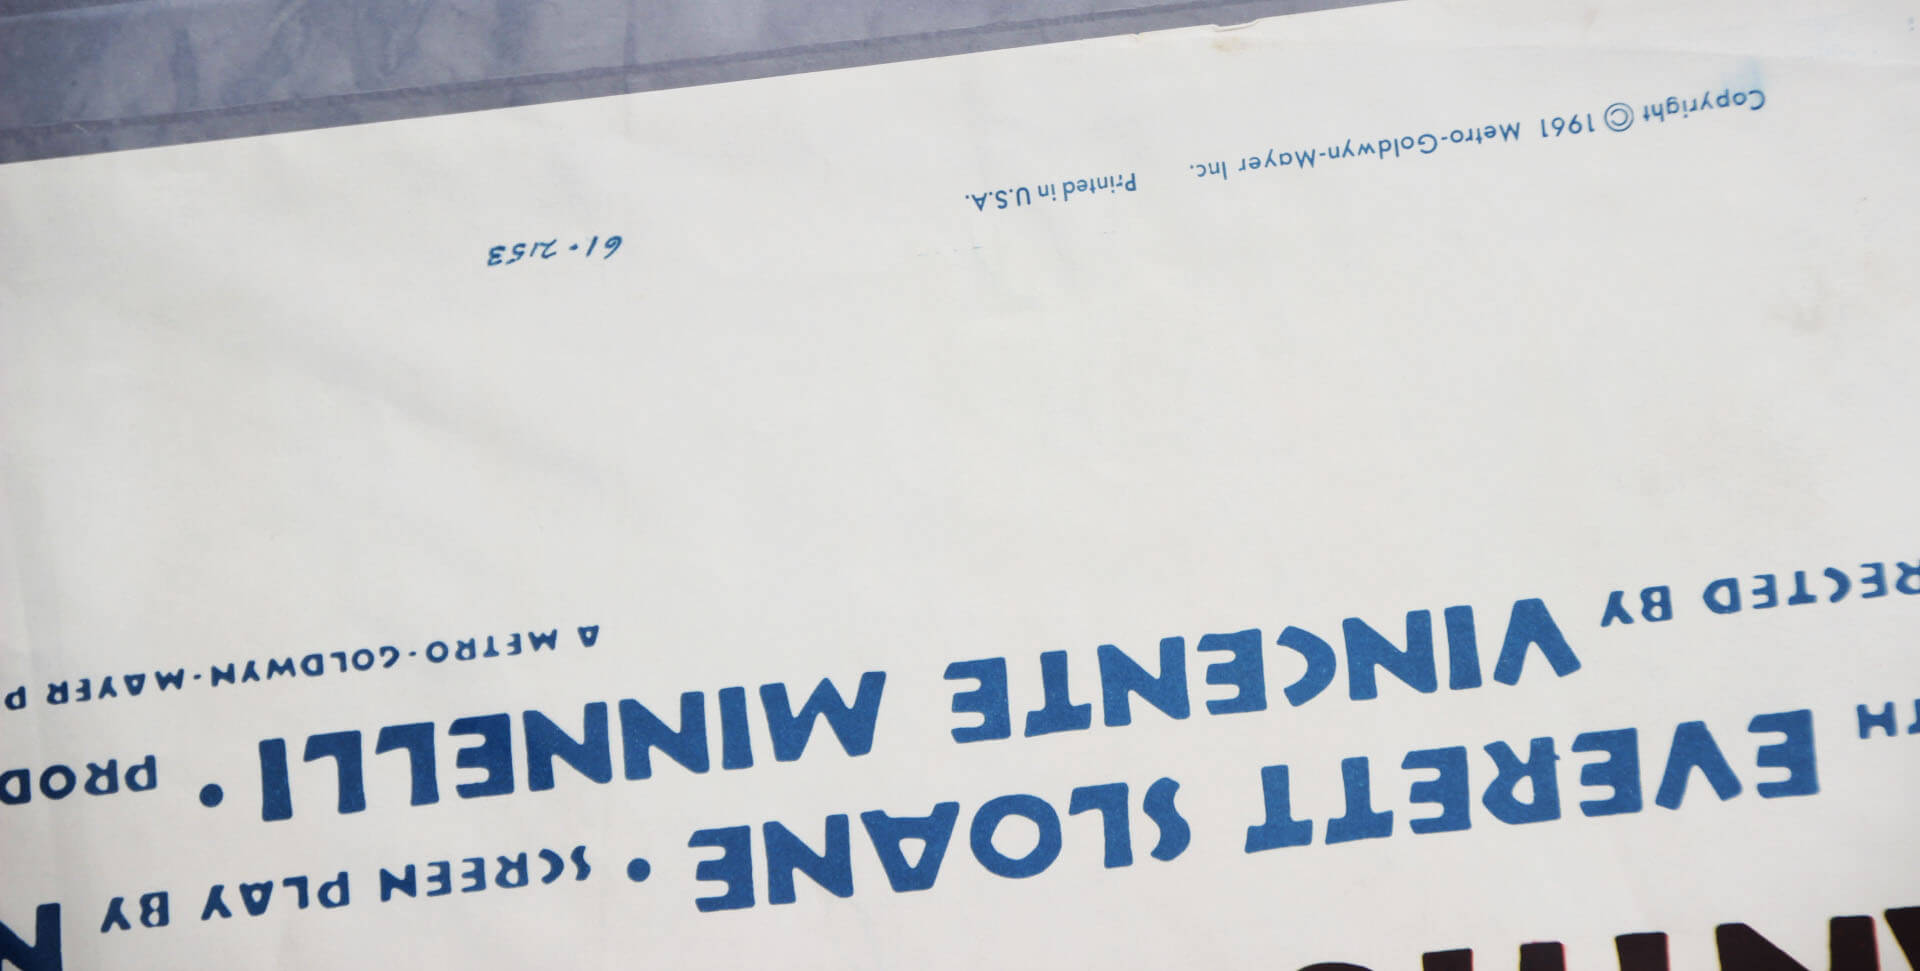 TH EVERETT SLOANE • SCREEN PLAY BY N
RECTED BY VINCENTE MINNELLI • PROD
A METRO-GOLDWYN-MAYER P
61-2153
Copyright © 1961 Metro-Goldwyn-Mayer Inc. Printed in U.S.A.